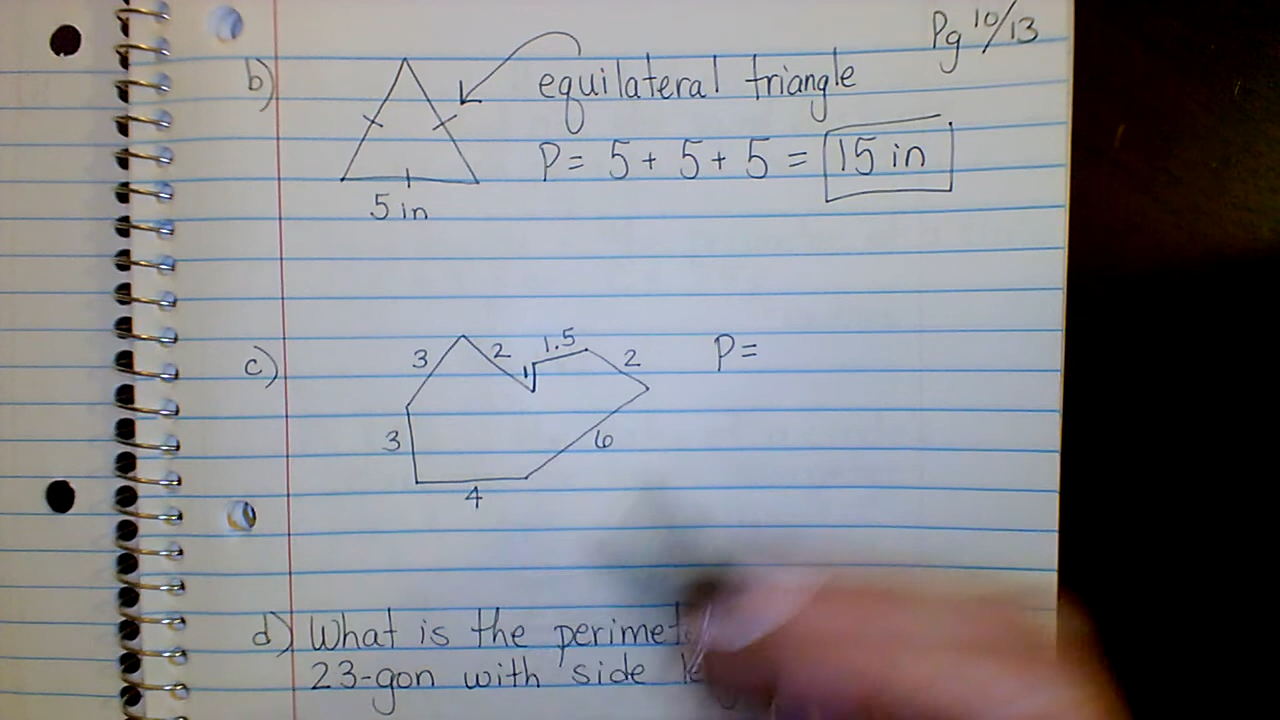 Pg 10/13
b)
equilateral triangle
P = 5 + 5 + 5 = 15 in
5 in
c)
3
2
1
1.5
2
P =
3
6
4
d) What is the
23-gon with side